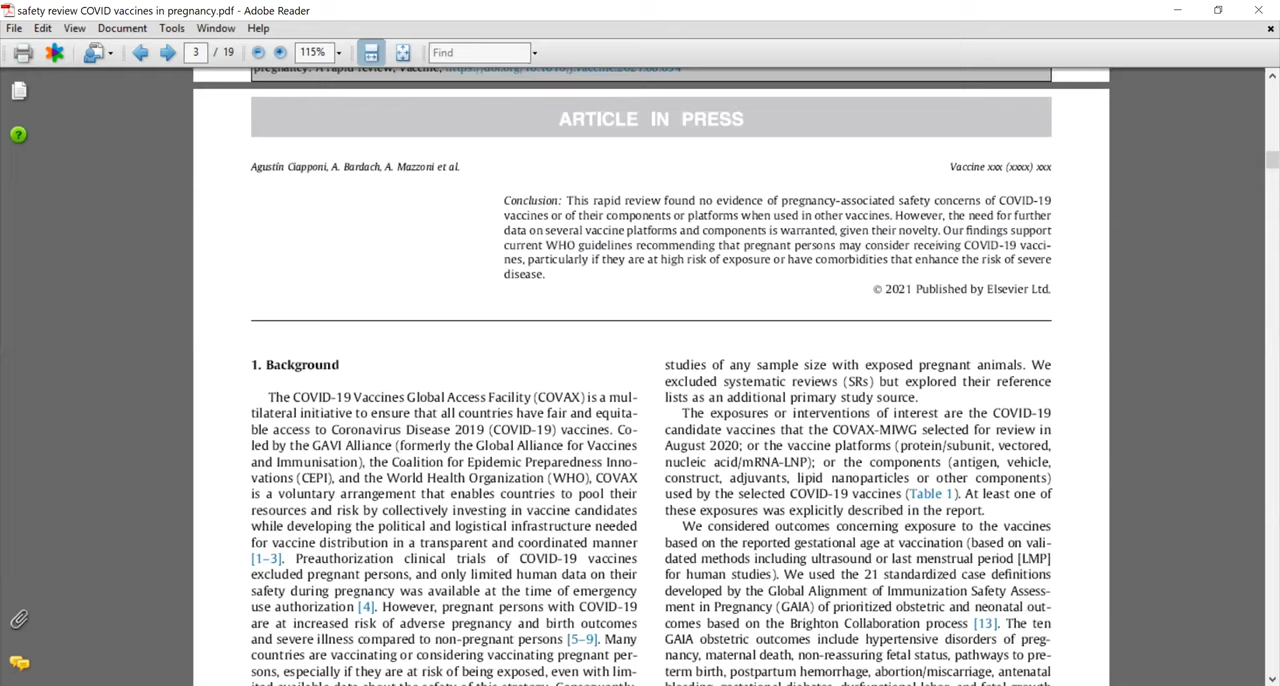 safety review COVID vaccines in pregnancy.pdf - Adobe Reader
File Edit View Document Tools Window Help
3 / 19 115% Find
pregnancy: A rapid review, Vaccine, https://doi.org/10.1016/j.vaccine.2021.08.034
ARTICLE IN PRESS
Agustín Ciapponi, A. Bardach, A. Mazzoni et al.
Vaccine xxx (xxxx) xxx
Conclusion: This rapid review found no evidence of pregnancy-associated safety concerns of COVID-19
vaccines or of their components or platforms when used in other vaccines. However, the need for further
data on several vaccine platforms and components is warranted, given their novelty. Our findings support
current WHO guidelines recommending that pregnant persons may consider receiving COVID-19 vacci-
nes, particularly if they are at high risk of exposure or have comorbidities that enhance the risk of severe
disease.
© 2021 Published by Elsevier Ltd.
1. Background
The COVID-19 Vaccines Global Access Facility (COVAX) is a mul-
tilateral initiative to ensure that all countries have fair and equita-
ble access to Coronavirus Disease 2019 (COVID-19) vaccines. Co-
led by the GAVI Alliance (formerly the Global Alliance for Vaccines
and Immunisation), the Coalition for Epidemic Preparedness Inno-
vations (CEPI), and the World Health Organization (WHO), COVAX
is a voluntary arrangement that enables countries to pool their
resources and risk by collectively investing in vaccine candidates
while developing the political and logistical infrastructure needed
for vaccine distribution in a transparent and coordinated manner
[1–3]. Preauthorization clinical trials of COVID-19 vaccines
excluded pregnant persons, and only limited human data on their
safety during pregnancy was available at the time of emergency
use authorization [4]. However, pregnant persons with COVID-19
are at increased risk of adverse pregnancy and birth outcomes
and severe illness compared to non-pregnant persons [5–9]. Many
countries are vaccinating or considering vaccinating pregnant per-
sons, especially if they are at risk of being exposed, even with lim-
ited available data about the safety of this strategy. Consequently,
studies of any sample size with exposed pregnant animals. We
excluded systematic reviews (SRs) but explored their reference
lists as an additional primary study source.
The exposures or interventions of interest are the COVID-19
candidate vaccines that the COVAX-MIWG selected for review in
August 2020; or the vaccine platforms (protein/subunit, vectored,
nucleic acid/mRNA-LNP); or the components (antigen, vehicle,
construct, adjuvants, lipid nanoparticles or other components)
used by the selected COVID-19 vaccines (Table 1). At least one of
these exposures was explicitly described in the report.
We considered outcomes concerning exposure to the vaccines
based on the reported gestational age at vaccination (based on vali-
dated methods including ultrasound or last menstrual period [LMP]
for human studies). We used the 21 standardized case definitions
developed by the Global Alignment of Immunization Safety Assess-
ment in Pregnancy (GAIA) of prioritized obstetric and neonatal out-
comes based on the Brighton Collaboration process [13]. The ten
GAIA obstetric outcomes include hypertensive disorders of preg-
nancy, maternal death, non-reassuring fetal status, pathways to pre-
term birth, postpartum hemorrhage, abortion/miscarriage, antenatal
bleeding, gestational diabetes, dysfunctional labor, and fetal growth